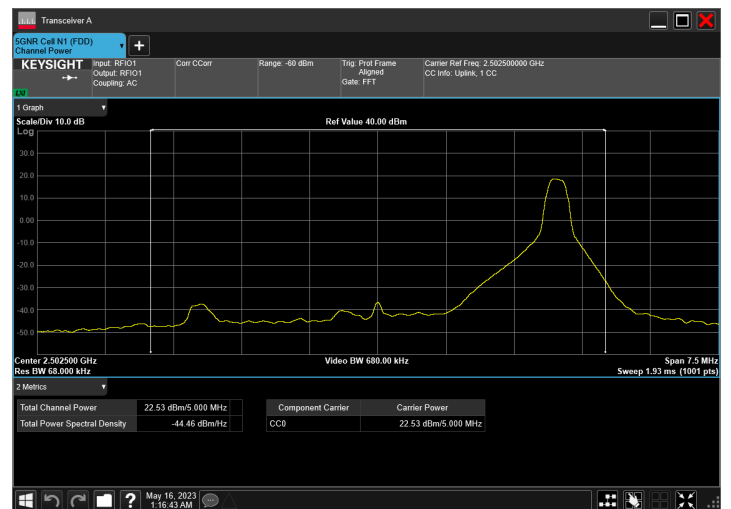 Transceiver A
5GNR Cell N1 (FDD)
Channel Power
KEYSIGHT
LXI
Input: RFIO1
Output: RFIO1
Coupling: AC
Corr CCorr
Range: -60 dBm
Trig: Prot Frame
Aligned
Gate: FFT
Carrier Ref Freq: 2.502500000 GHz
CC Info: Uplink, 1 CC
1 Graph
Scale/Div 10.0 dB
Ref Value 40.00 dBm
Log
30.0
20.0
10.0
0.00
-10.0
-20.0
-30.0
-40.0
-50.0
Center 2.502500 GHz
Video BW 680.00 kHz
Span 7.5 MHz
Res BW 68.000 kHz
Sweep 1.93 ms (1001 pts)
2 Metrics
Total Channel Power 22.53 dBm/5.000 MHz
Total Power Spectral Density -44.46 dBm/Hz
Component Carrier Carrier Power
CC0 22.53 dBm/5.000 MHz
?
May 16, 2023
1:16:43 AM